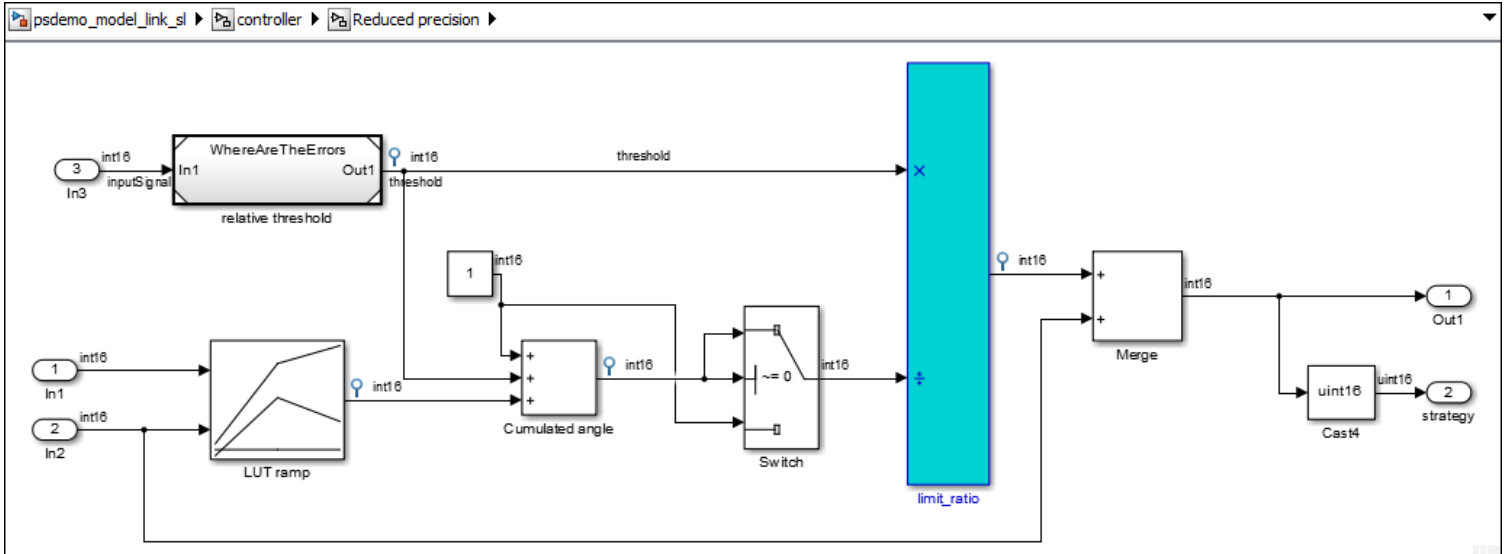 psdemo_model_link_sl controller Reduced precision
WhereAreTheErrors
3
int16
In3
inputSignal
In1
Out1
int16
threshold
threshold
×
relative threshold
1
int16
int16
+
int16
1
Out1
1
int16
In1
+
+
+
int16
~= 0
int16
÷
+
Merge
int16
2
int16
In2
LUT ramp
Cumulated angle
Switch
uint16
uint16
2
strategy
Cast4
limit_ratio